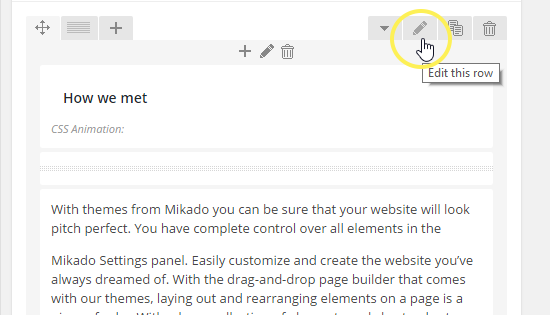 Edit this row
How we met
CSS Animation:
With themes from Mikado you can be sure that your website will look
pitch perfect. You have complete control over all elements in the
Mikado Settings panel. Easily customize and create the website you’ve
always dreamed of. With the drag-and-drop page builder that comes
with our themes, laying out and rearranging elements on a page is a